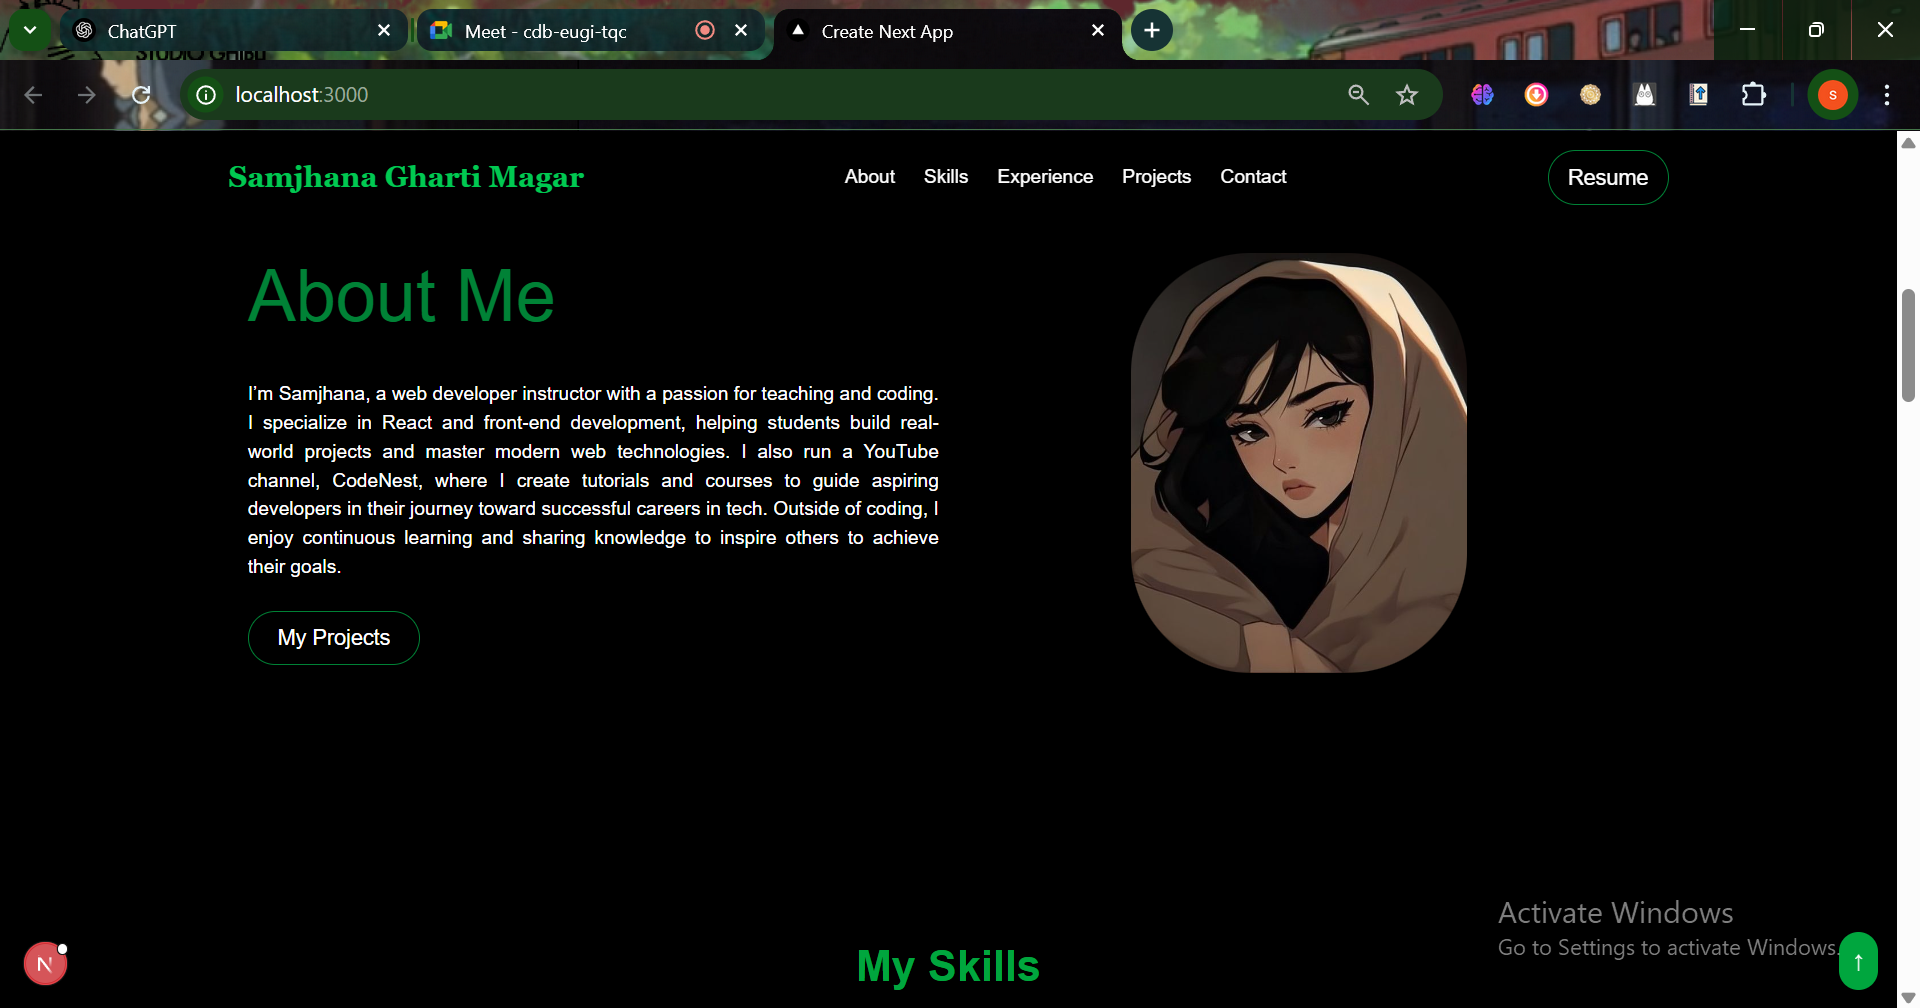 ChatGPT
Meet - cdb-eugi-tqc
Create Next App
STUDIO GHIBLI
localhost:3000
S
Samjhana Gharti Magar
About
Skills
Experience
Projects
Contact
Resume
About Me
I'm Samjhana, a web developer instructor with a passion for teaching and coding.
I specialize in React and front-end development, helping students build real-
world projects and master modern web technologies. I also run a YouTube
channel, CodeNest, where I create tutorials and courses to guide aspiring
developers in their journey toward successful careers in tech. Outside of coding, I
enjoy continuous learning and sharing knowledge to inspire others to achieve
their goals.
My Projects
Activate Windows
Go to Settings to activate Windows.
N
↑
My Skills